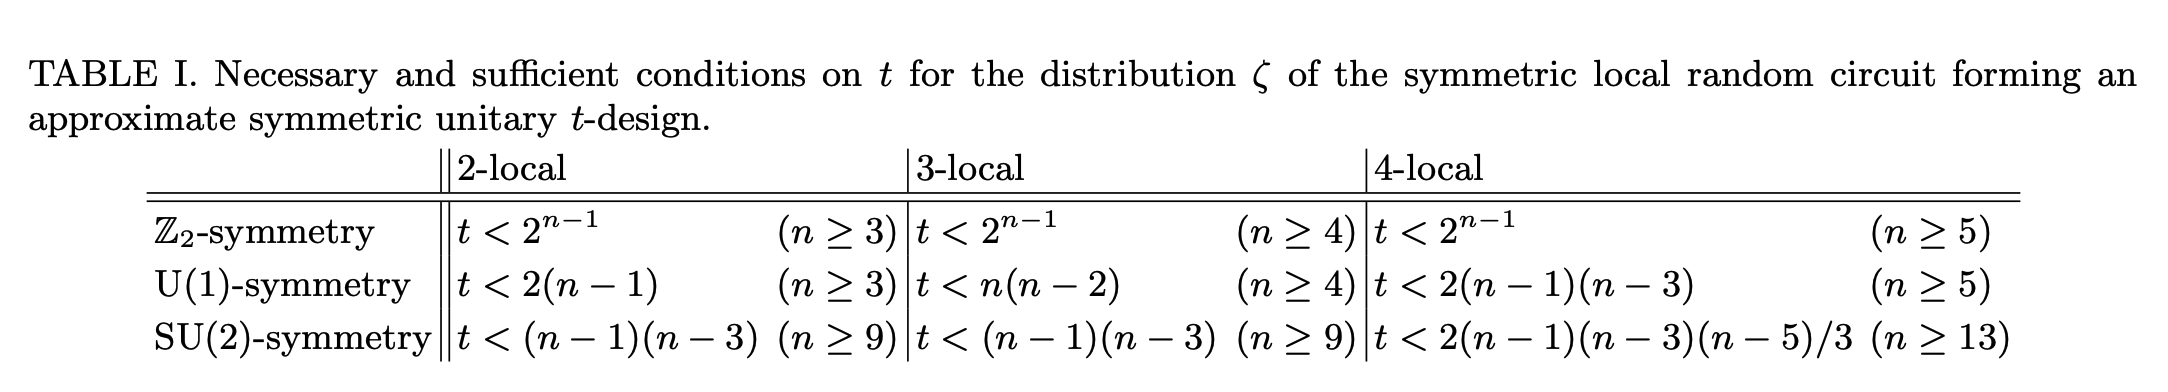 TABLE I. Necessary and sufficient conditions on t for the distribution ζ of the symmetric local random circuit forming an
approximate symmetric unitary t-design.
2-local 3-local 4-local
ℤ₂-symmetry t < 2ⁿ⁻¹ (n ≥ 3) t < 2ⁿ⁻¹ (n ≥ 4) t < 2ⁿ⁻¹ (n ≥ 5)
U(1)-symmetry t < 2(n − 1) (n ≥ 3) t < n(n − 2) (n ≥ 4) t < 2(n − 1)(n − 3) (n ≥ 5)
SU(2)-symmetry t < (n − 1)(n − 3) (n ≥ 9) t < (n − 1)(n − 3) (n ≥ 9) t < 2(n − 1)(n − 3)(n − 5)/3 (n ≥ 13)